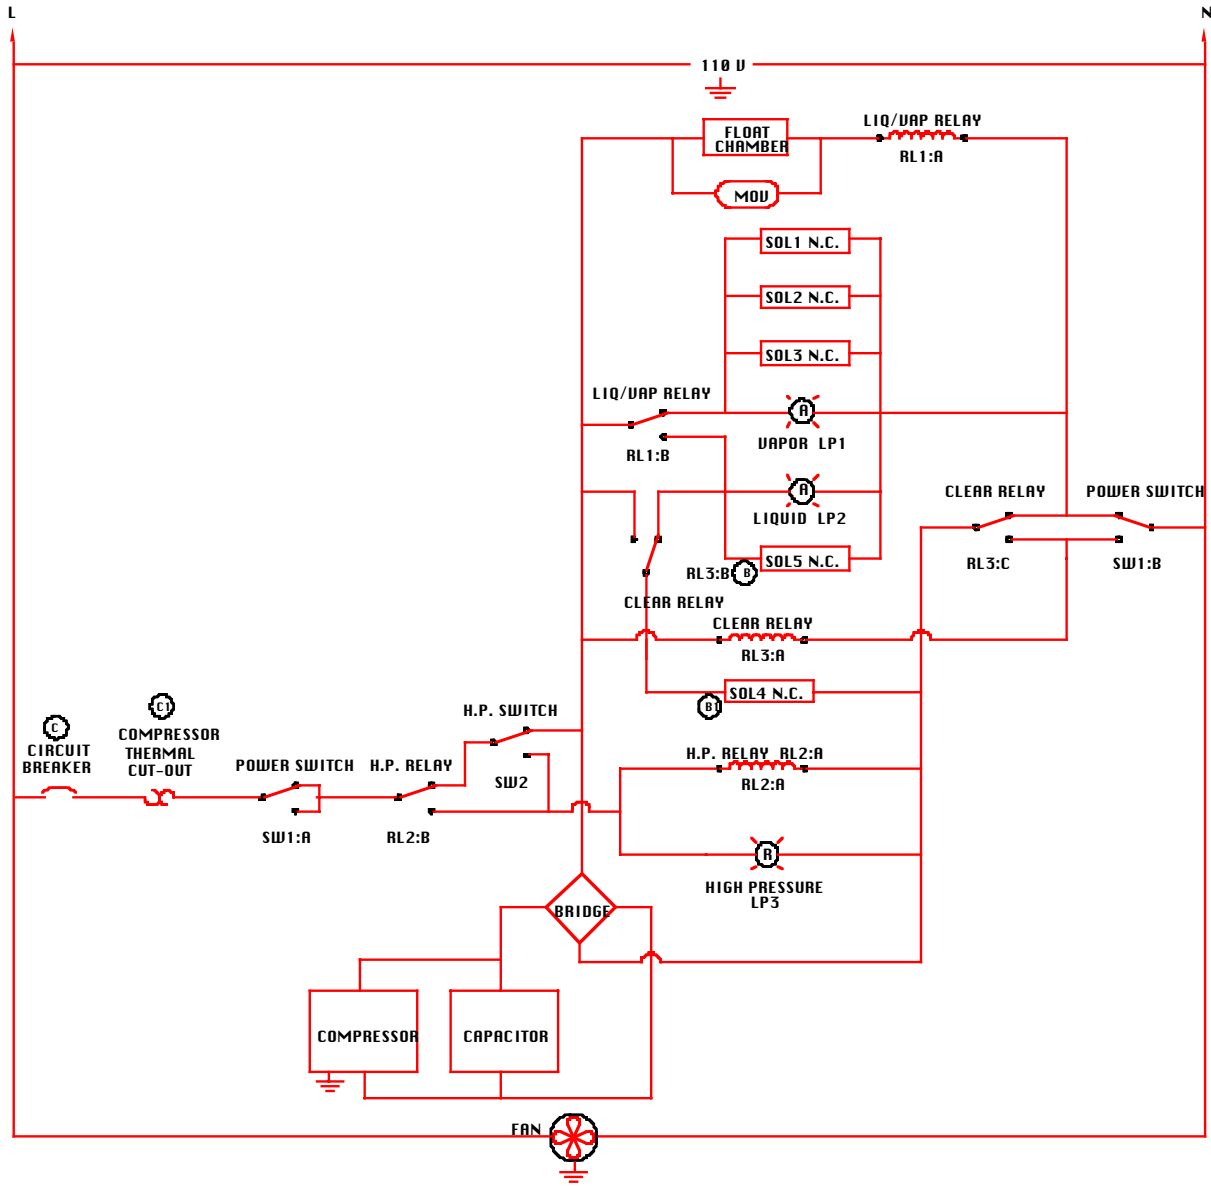 L
N
110 V
LIQ/VAP RELAY
FLOAT
CHAMBER
RL1:A
MOV
SOL1 N.C.
SOL2 N.C.
SOL3 N.C.
LIQ/VAP RELAY
A
VAPOR LP1
RL1:B
A
CLEAR RELAY
POWER SWITCH
LIQUID LP2
SOL5 N.C.
RL3:B
B
RL3:C
SW1:B
CLEAR RELAY
CLEAR RELAY
RL3:A
SOL4 N.C.
B1
C1
H.P. SWITCH
C
CIRCUIT
BREAKER
COMPRESSOR
THERMAL
CUT-OUT
POWER SWITCH
H.P. RELAY
H.P. RELAY RL2:A
SW2
RL2:A
SW1:A
RL2:B
R
HIGH PRESSURE
LP3
BRIDGE
COMPRESSOR
CAPACITOR
FAN